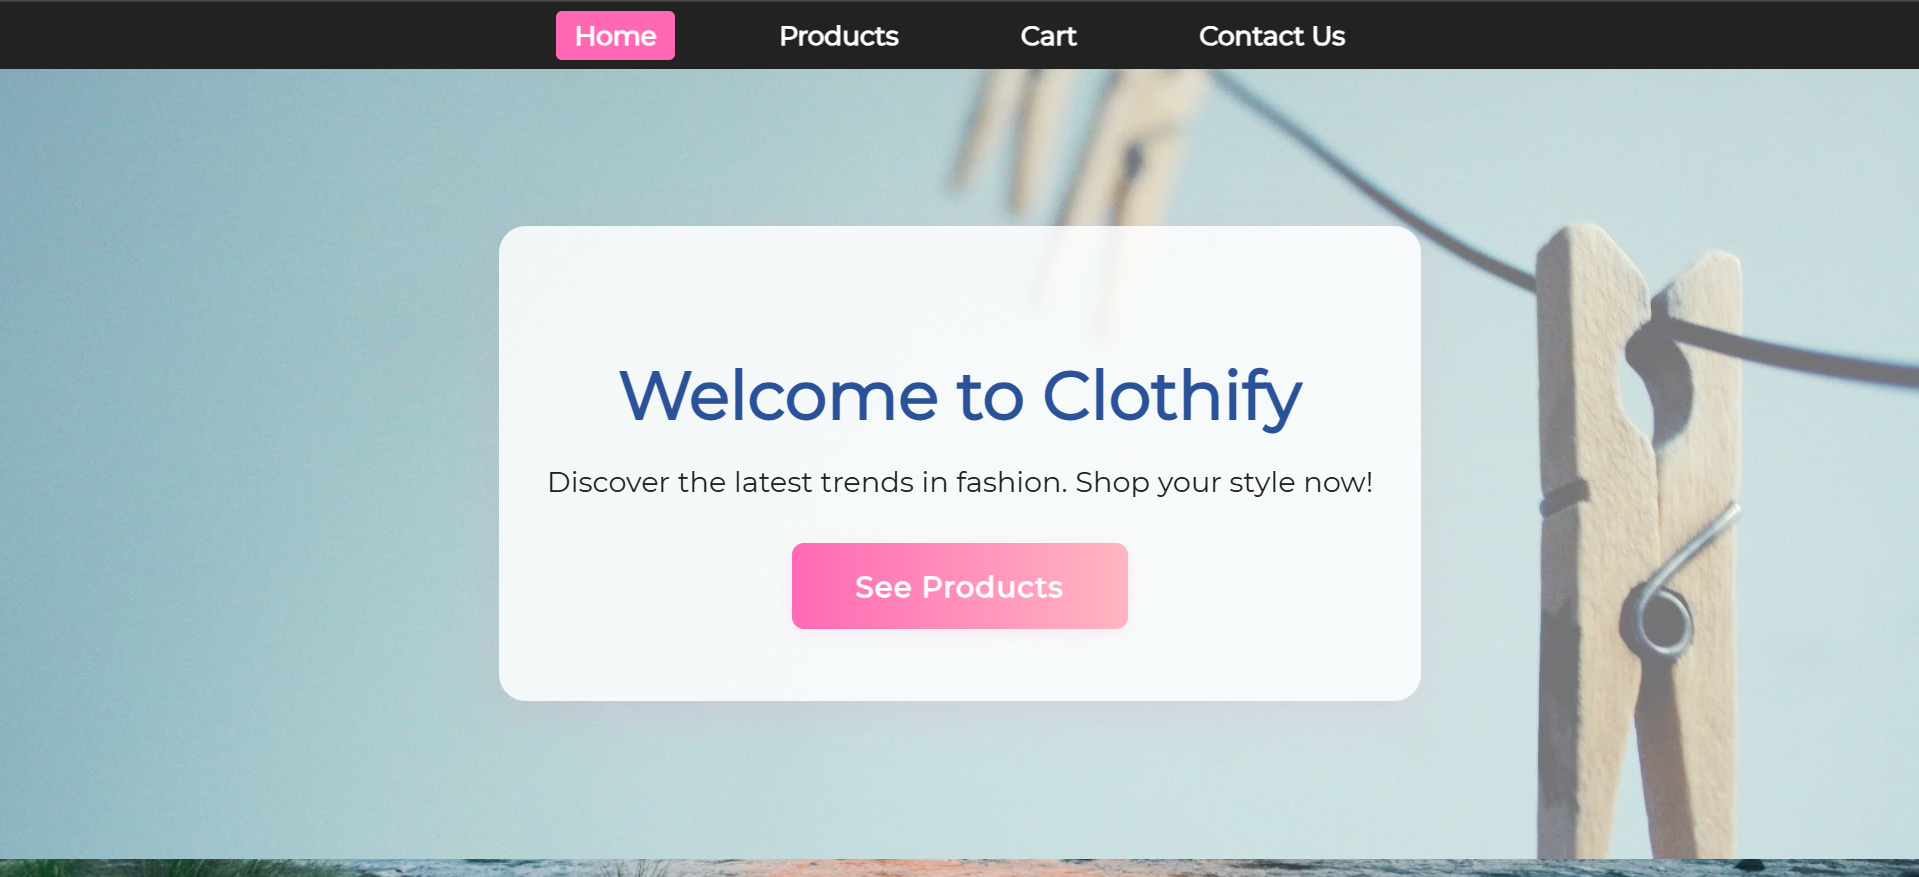 Home Products Cart Contact Us
Welcome to Clothify
Discover the latest trends in fashion. Shop your style now!
See Products